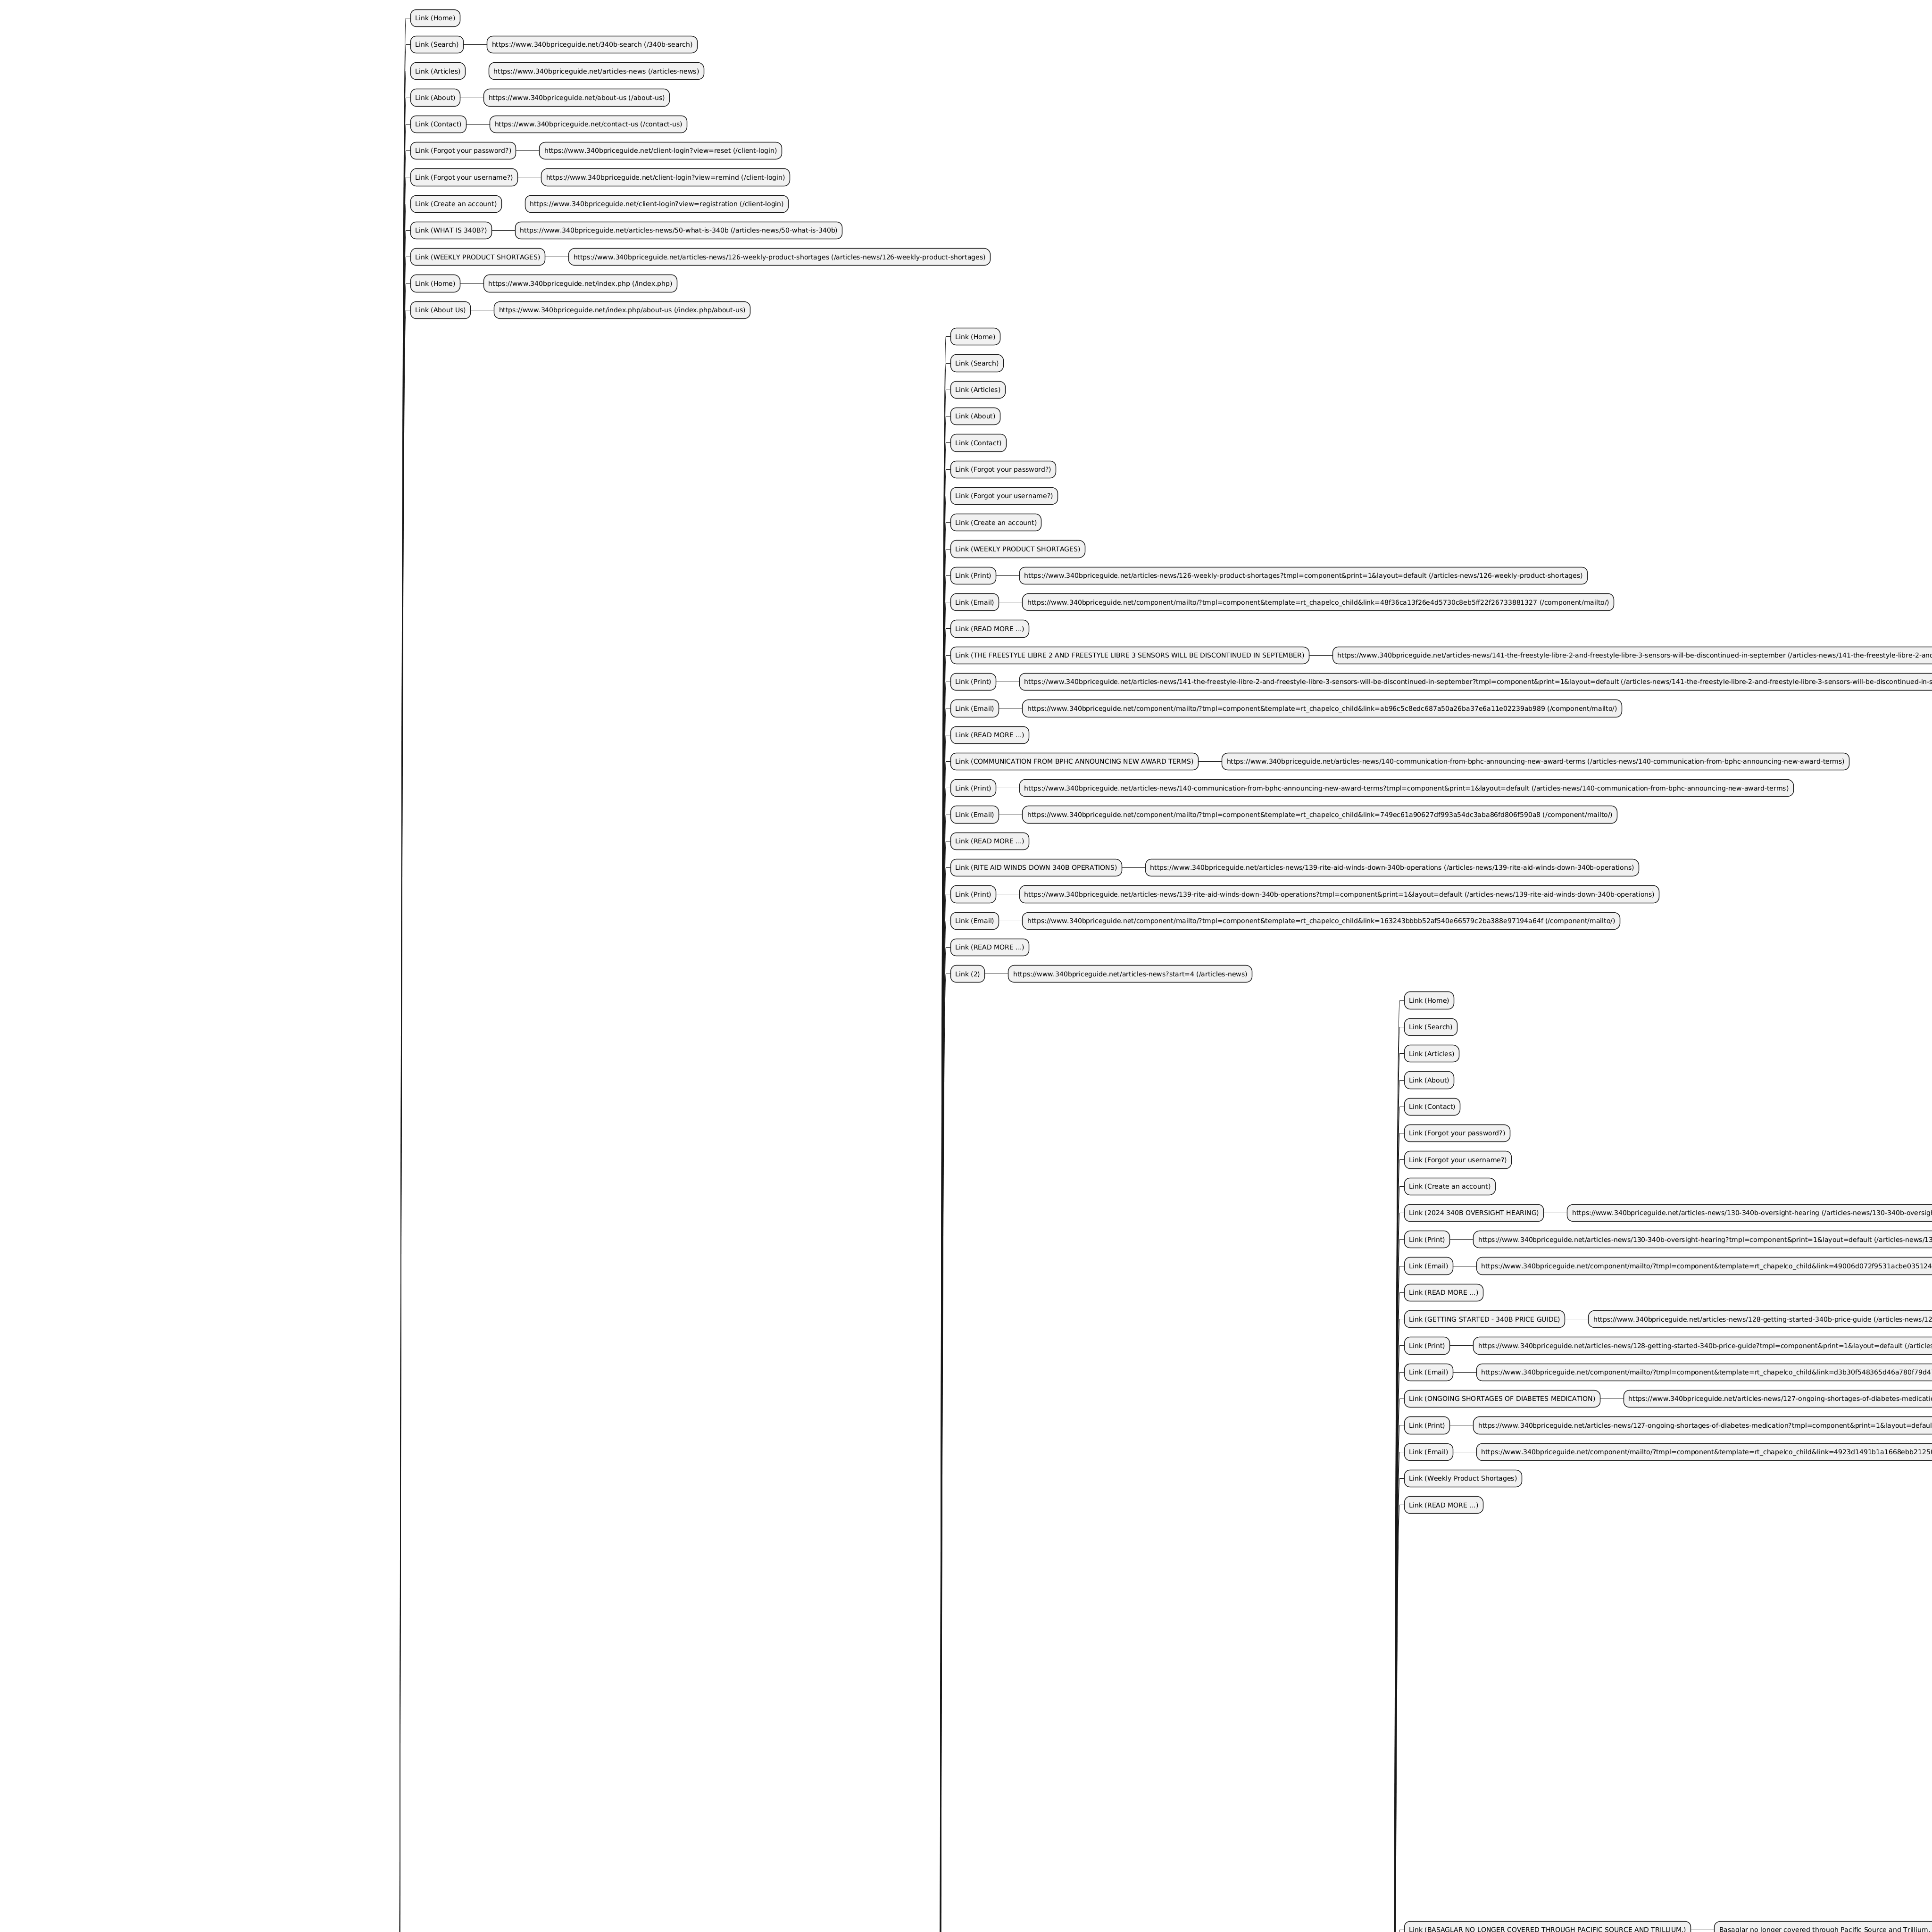 Link (Home)
Link (Search) https://www.340bpriceguide.net/340b-search (/340b-search)
Link (Articles) https://www.340bpriceguide.net/articles-news (/articles-news)
Link (About) https://www.340bpriceguide.net/about-us (/about-us)
Link (Contact) https://www.340bpriceguide.net/contact-us (/contact-us)
Link (Forgot your password?) https://www.340bpriceguide.net/client-login?view=reset (/client-login)
Link (Forgot your username?) https://www.340bpriceguide.net/client-login?view=remind (/client-login)
Link (Create an account) https://www.340bpriceguide.net/client-login?view=registration (/client-login)
Link (WHAT IS 340B?) https://www.340bpriceguide.net/articles-news/50-what-is-340b (/articles-news/50-what-is-340b)
Link (WEEKLY PRODUCT SHORTAGES) https://www.340bpriceguide.net/articles-news/126-weekly-product-shortages (/articles-news/126-weekly-product-shortages)
Link (Home) https://www.340bpriceguide.net/index.php (/index.php)
Link (About Us) https://www.340bpriceguide.net/index.php/about-us (/index.php/about-us)
Link (Home)
Link (Search)
Link (Articles)
Link (About)
Link (Contact)
Link (Forgot your password?)
Link (Forgot your username?)
Link (Create an account)
Link (WEEKLY PRODUCT SHORTAGES)
Link (Print) https://www.340bpriceguide.net/articles-news/126-weekly-product-shortages?tmpl=component&print=1&layout=default (/articles-news/126-weekly-product-shortages)
Link (Email) https://www.340bpriceguide.net/component/mailto/?tmpl=component&template=rt_chapelco_child&link=48f36ca13f26e4d5730c8eb5ff22f26733881327 (/component/mailto/)
Link (READ MORE ...)
Link (THE FREESTYLE LIBRE 2 AND FREESTYLE LIBRE 3 SENSORS WILL BE DISCONTINUED IN SEPTEMBER) https://www.340bpriceguide.net/articles-news/141-the-freestyle-libre-2-and-freestyle-libre-3-sensors-will-be-discontinued-in-september (/articles-news/141-the-freestyle-libre-2-and
Link (Print) https://www.340bpriceguide.net/articles-news/141-the-freestyle-libre-2-and-freestyle-libre-3-sensors-will-be-discontinued-in-september?tmpl=component&print=1&layout=default (/articles-news/141-the-freestyle-libre-2-and-freestyle-libre-3-sensors-will-be-discontinued-in-s
Link (Email) https://www.340bpriceguide.net/component/mailto/?tmpl=component&template=rt_chapelco_child&link=ab96c5c8edc687a50a26ba37e6a11e02239ab989 (/component/mailto/)
Link (READ MORE ...)
Link (COMMUNICATION FROM BPHC ANNOUNCING NEW AWARD TERMS) https://www.340bpriceguide.net/articles-news/140-communication-from-bphc-announcing-new-award-terms (/articles-news/140-communication-from-bphc-announcing-new-award-terms)
Link (Print) https://www.340bpriceguide.net/articles-news/140-communication-from-bphc-announcing-new-award-terms?tmpl=component&print=1&layout=default (/articles-news/140-communication-from-bphc-announcing-new-award-terms)
Link (Email) https://www.340bpriceguide.net/component/mailto/?tmpl=component&template=rt_chapelco_child&link=749ec61a90627df993a54dc3aba86fd806f590a8 (/component/mailto/)
Link (READ MORE ...)
Link (RITE AID WINDS DOWN 340B OPERATIONS) https://www.340bpriceguide.net/articles-news/139-rite-aid-winds-down-340b-operations (/articles-news/139-rite-aid-winds-down-340b-operations)
Link (Print) https://www.340bpriceguide.net/articles-news/139-rite-aid-winds-down-340b-operations?tmpl=component&print=1&layout=default (/articles-news/139-rite-aid-winds-down-340b-operations)
Link (Email) https://www.340bpriceguide.net/component/mailto/?tmpl=component&template=rt_chapelco_child&link=163243bbbb52af540e66579c2ba388e97194a64f (/component/mailto/)
Link (READ MORE ...)
Link (2) https://www.340bpriceguide.net/articles-news?start=4 (/articles-news)
Link (Home)
Link (Search)
Link (Articles)
Link (About)
Link (Contact)
Link (Forgot your password?)
Link (Forgot your username?)
Link (Create an account)
Link (2024 340B OVERSIGHT HEARING) https://www.340bpriceguide.net/articles-news/130-340b-oversight-hearing (/articles-news/130-340b-oversigh
Link (Print) https://www.340bpriceguide.net/articles-news/130-340b-oversight-hearing?tmpl=component&print=1&layout=default (/articles-news/13
Link (Email) https://www.340bpriceguide.net/component/mailto/?tmpl=component&template=rt_chapelco_child&link=49006d072f9531acbe035124
Link (READ MORE ...)
Link (GETTING STARTED - 340B PRICE GUIDE) https://www.340bpriceguide.net/articles-news/128-getting-started-340b-price-guide (/articles-news/12
Link (Print) https://www.340bpriceguide.net/articles-news/128-getting-started-340b-price-guide?tmpl=component&print=1&layout=default (/articles
Link (Email) https://www.340bpriceguide.net/component/mailto/?tmpl=component&template=rt_chapelco_child&link=d3b30f548365d46a780f79d4
Link (ONGOING SHORTAGES OF DIABETES MEDICATION) https://www.340bpriceguide.net/articles-news/127-ongoing-shortages-of-diabetes-medicatio
Link (Print) https://www.340bpriceguide.net/articles-news/127-ongoing-shortages-of-diabetes-medication?tmpl=component&print=1&layout=defaul
Link (Email) https://www.340bpriceguide.net/component/mailto/?tmpl=component&template=rt_chapelco_child&link=4923d1491b1a1668ebb21250
Link (Weekly Product Shortages)
Link (READ MORE ...)
Link (BASAGLAR NO LONGER COVERED THROUGH PACIFIC SOURCE AND TRILLIUM.) Basaglar no longer covered through Pacific Source and Trillium.